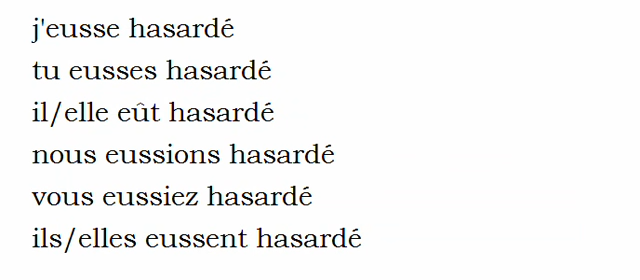 j'eusse hasardé
tu eusses hasardé
il/elle eût hasardé
nous eussions hasardé
vous eussiez hasardé
ils/elles eussent hasardé